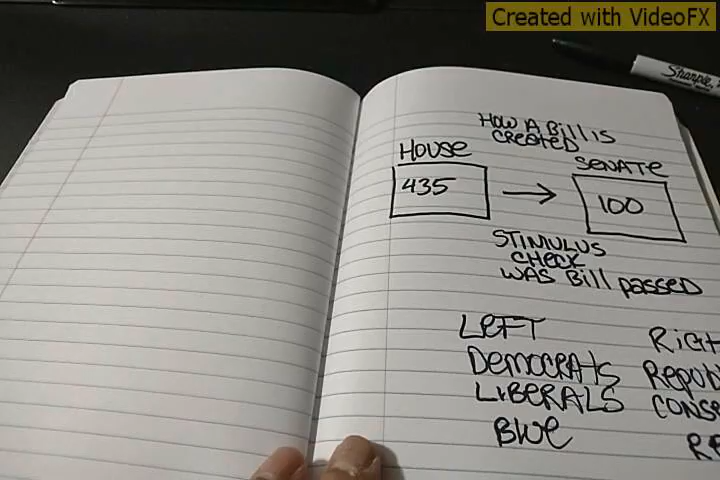 Created with VideoFX
Sharpie
HOW A Bill IS
CREATED
HOUSE
SENATE
435
100
STIMULUS
CHECK
WAS Bill passed
LEFT
DEMOCRATS
LIBERALS
Blue